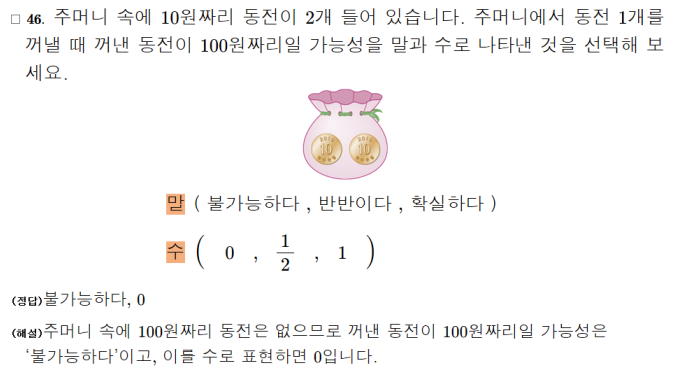 □ 46. 주머니 속에 10원짜리 동전이 2개 들어 있습니다. 주머니에서 동전 1개를
꺼낼 때 꺼낸 동전이 100원짜리일 가능성을 말과 수로 나타낸 것을 선택해 보
세요.
10 10
말 ( 불가능하다 , 반반이다 , 확실하다 )
수 ( 0 , 1/2 , 1 )
(정답)불가능하다, 0
(해설)주머니 속에 100원짜리 동전은 없으므로 꺼낸 동전이 100원짜리일 가능성은
‘불가능하다’이고, 이를 수로 표현하면 0입니다.